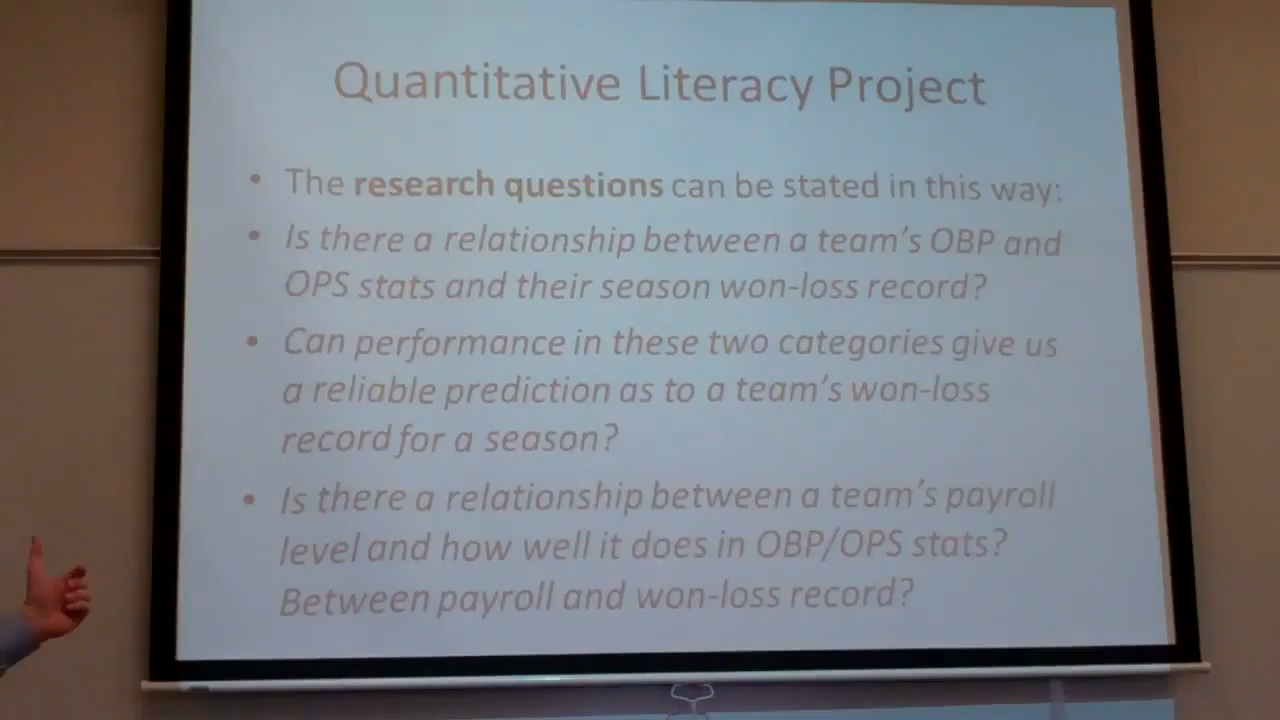 Quantitative Literacy Project
• The research questions can be stated in this way:
• Is there a relationship between a team's OBP and
OPS stats and their season won-loss record?
• Can performance in these two categories give us
a reliable prediction as to a team's won-loss
record for a season?
• Is there a relationship between a team's payroll
level and how well it does in OBP/OPS stats?
Between payroll and won-loss record?